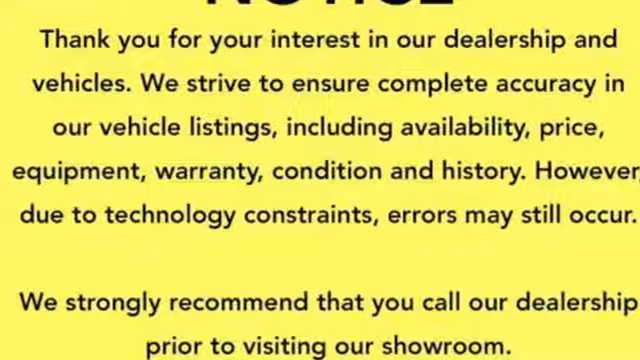 NOTICE
Thank you for your interest in our dealership and
vehicles. We strive to ensure complete accuracy in
our vehicle listings, including availability, price,
equipment, warranty, condition and history. However,
due to technology constraints, errors may still occur.
We strongly recommend that you call our dealership
prior to visiting our showroom.